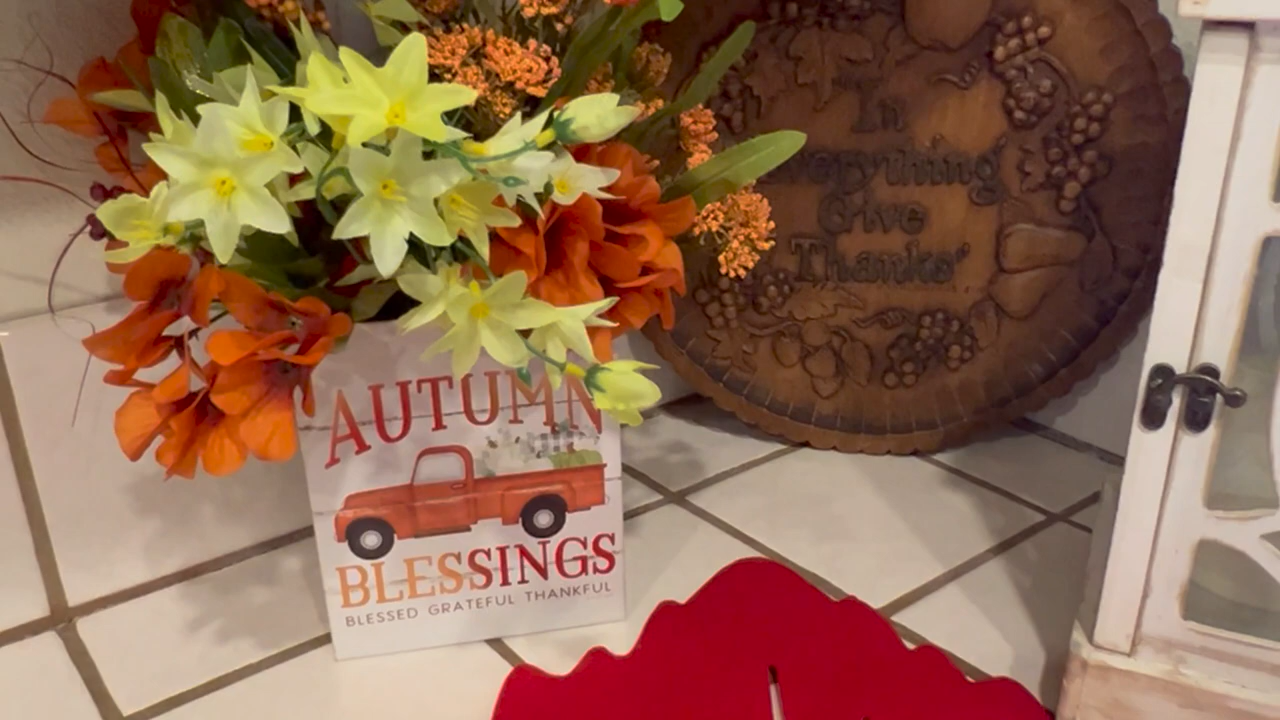 AUTUMN
BLESSINGS
BLESSED GRATEFUL THANKFUL
"In
Everything
Give
Thanks"